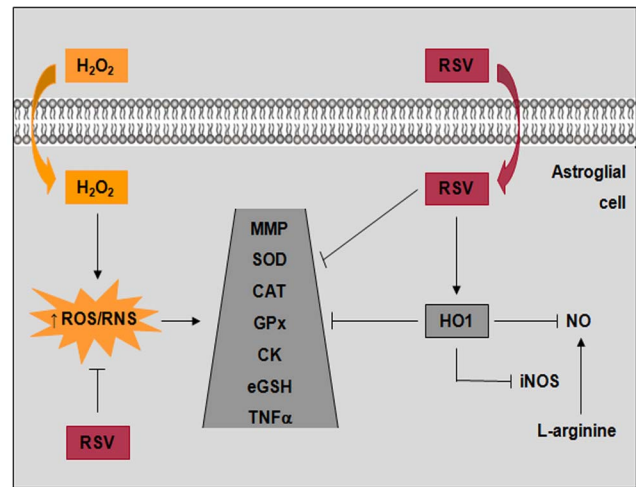 H₂O₂
RSV
H₂O₂
RSV
Astroglial
cell
MMP
SOD
CAT
GPx
CK
eGSH
TNFα
↑ ROS/RNS
HO1
NO
iNOS
RSV
L-arginine